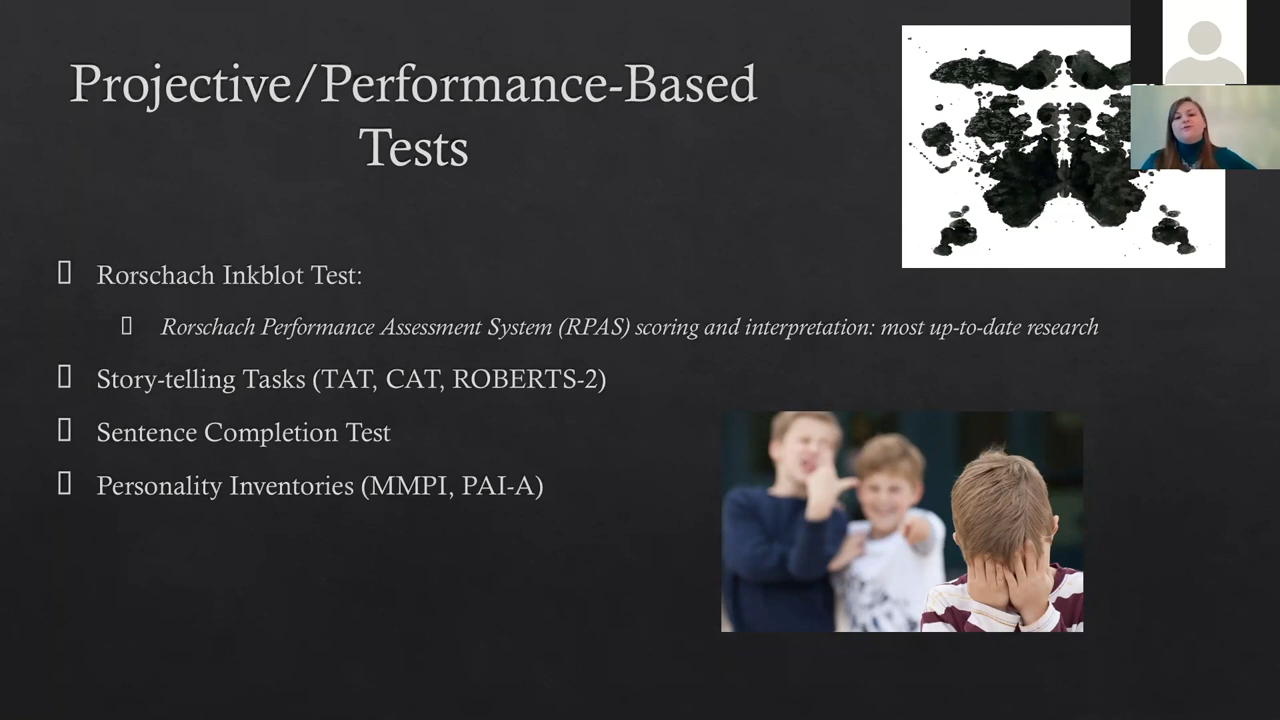 Projective/Performance-Based
Tests
Rorschach Inkblot Test:
Rorschach Performance Assessment System (RPAS) scoring and interpretation: most up-to-date research
Story-telling Tasks (TAT, CAT, ROBERTS-2)
Sentence Completion Test
Personality Inventories (MMPI, PAI-A)